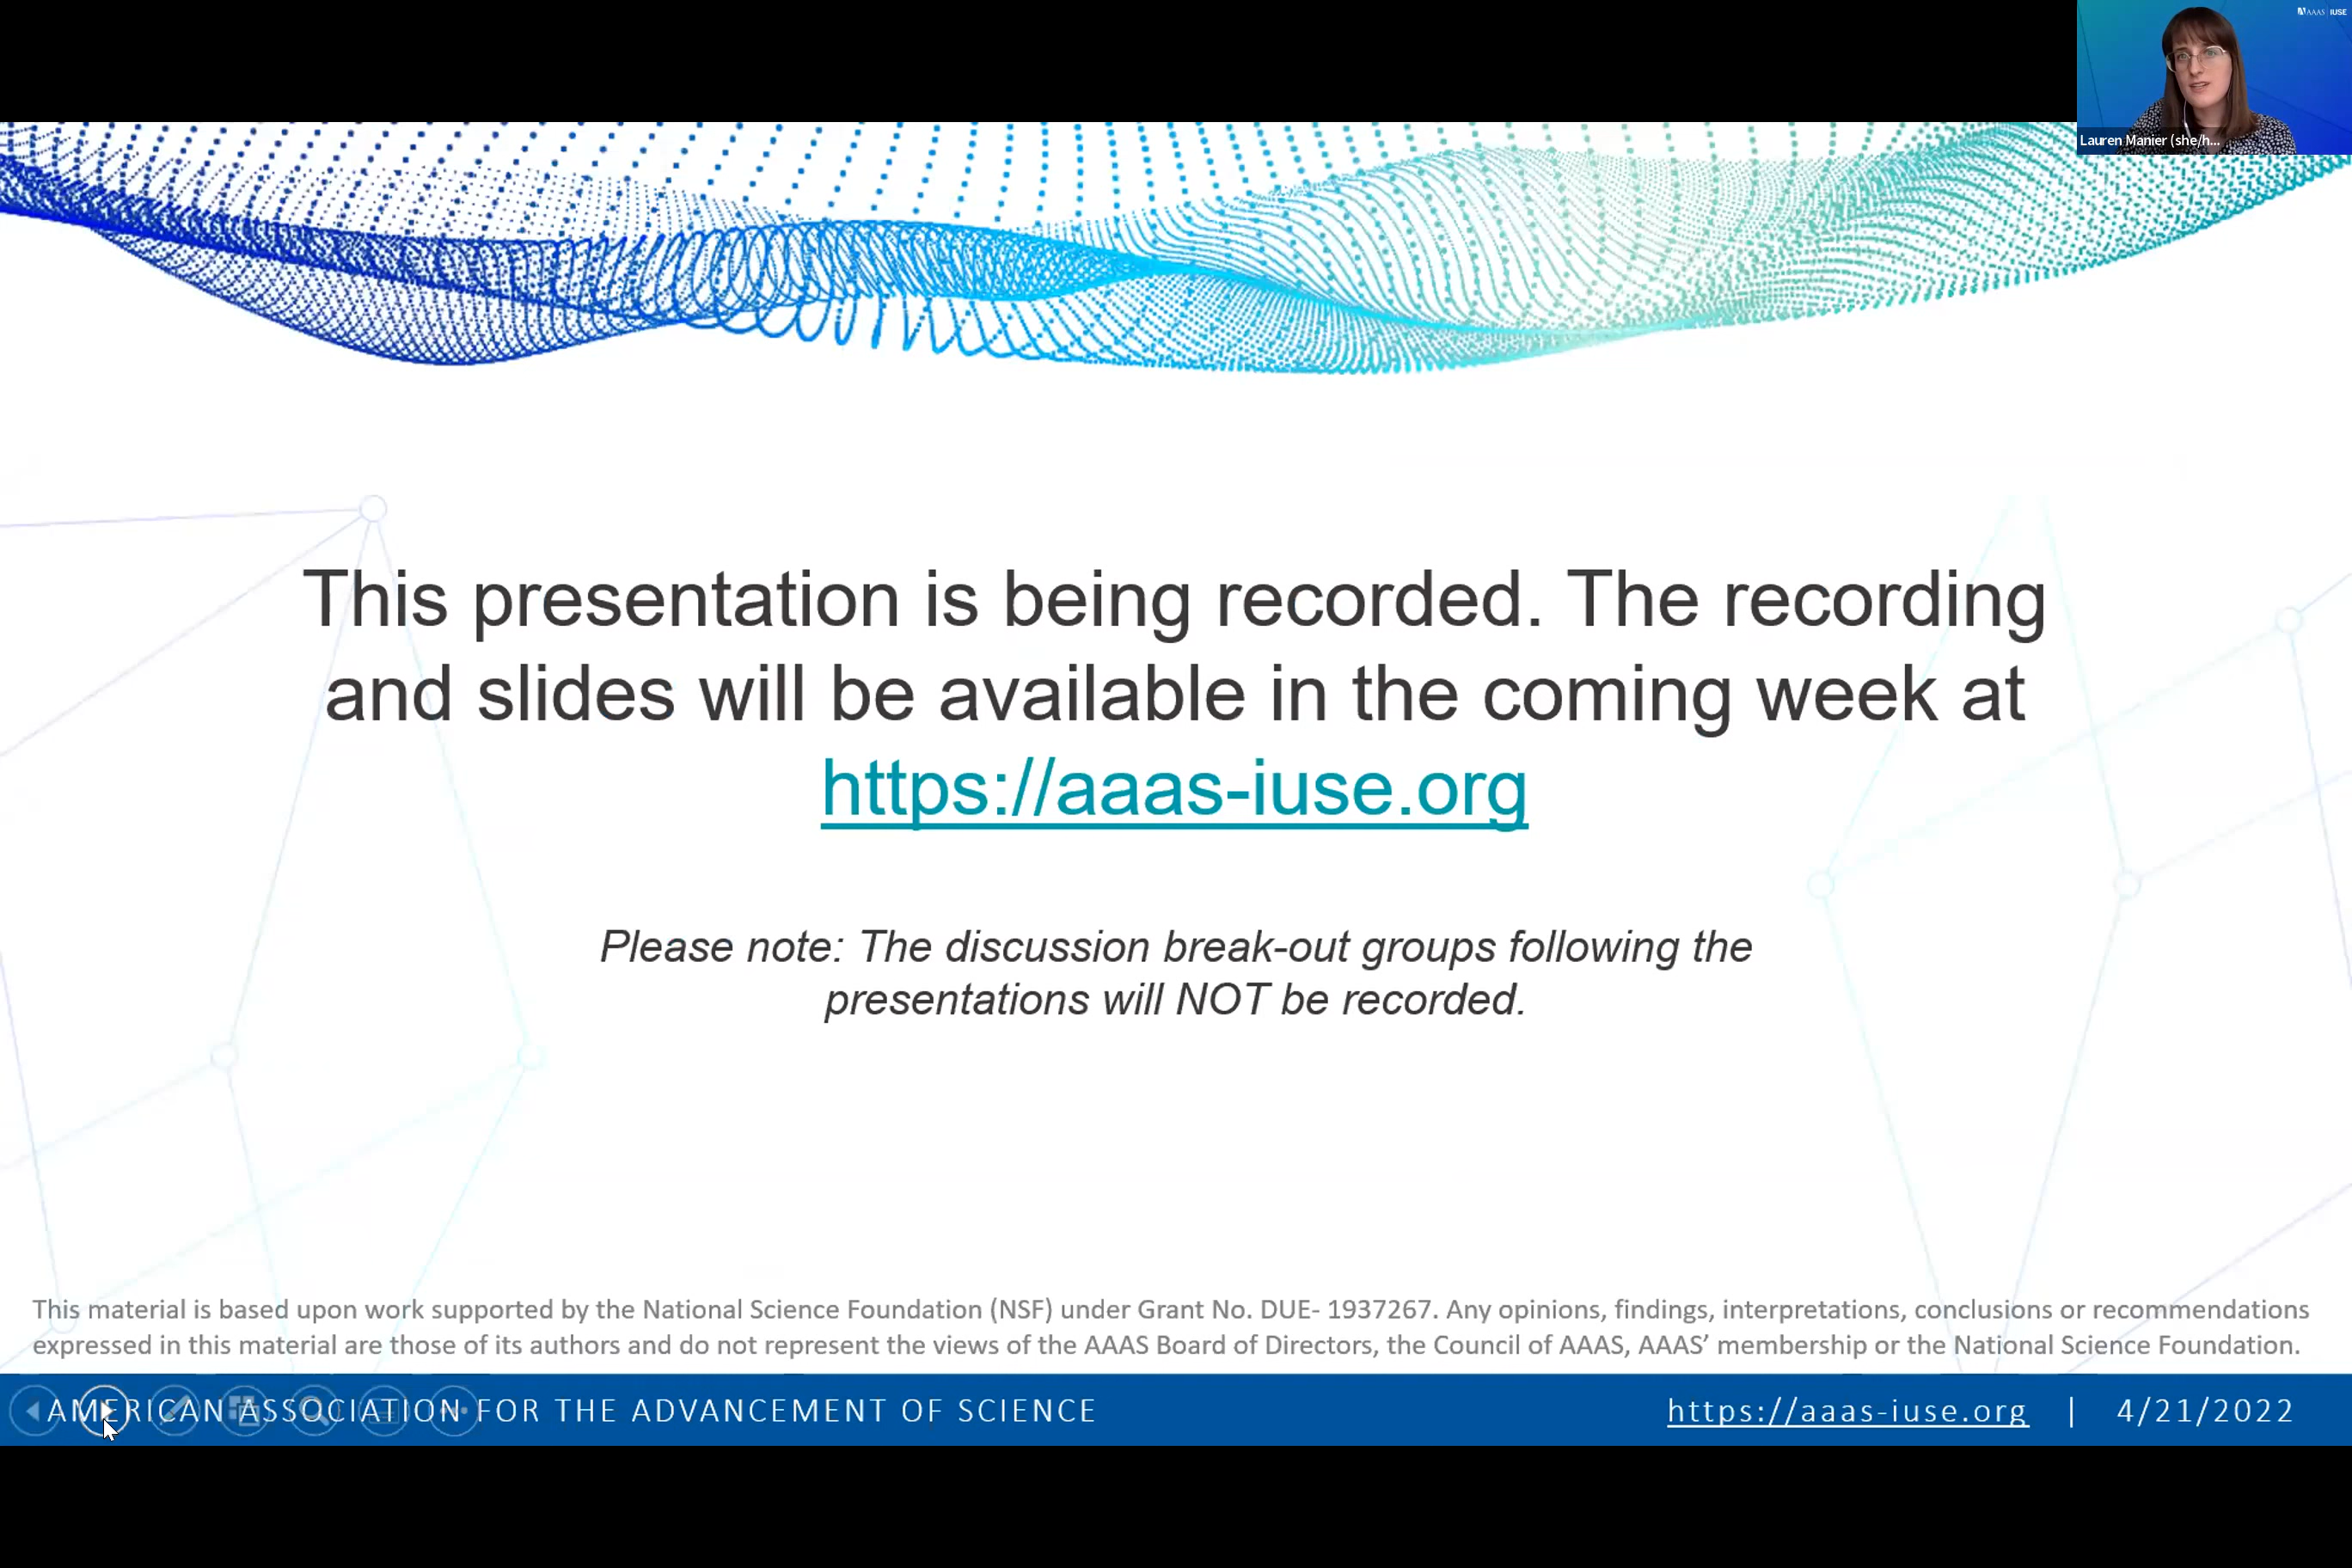 AAAS | IUSE
Lauren Manier (she/h...
This presentation is being recorded. The recording
and slides will be available in the coming week at
https://aaas-iuse.org
Please note: The discussion break-out groups following the
presentations will NOT be recorded.
This material is based upon work supported by the National Science Foundation (NSF) under Grant No. DUE- 1937267. Any opinions, findings, interpretations, conclusions or recommendations
expressed in this material are those of its authors and do not represent the views of the AAAS Board of Directors, the Council of AAAS, AAAS’ membership or the National Science Foundation.
AMERICAN ASSOCIATION FOR THE ADVANCEMENT OF SCIENCE
https://aaas-iuse.org | 4/21/2022